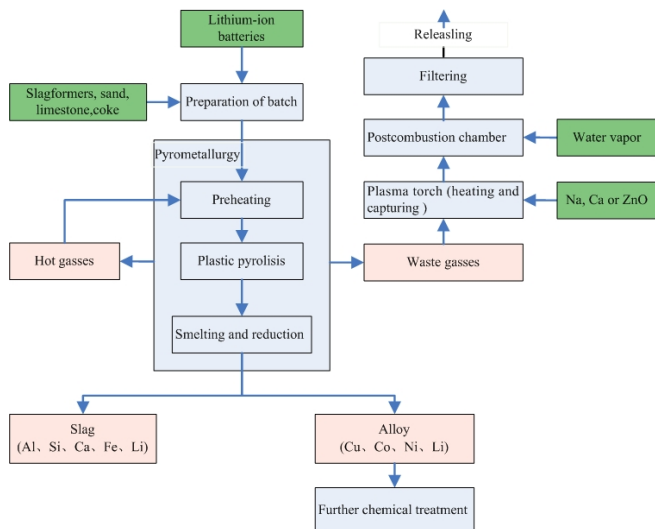 Lithium-ion
batteries
Slagformers, sand,
limestone,coke
Preparation of batch
Pyrometallurgy
Preheating
Hot gasses
Plastic pyrolisis
Smelting and reduction
Slag
(Al、Si、Ca、Fe、Li)
Alloy
(Cu、Co、Ni、Li)
Further chemical treatment
Releasling
Filtering
Postcombustion chamber
Water vapor
Plasma torch (heating and
capturing )
Na, Ca or ZnO
Waste gasses